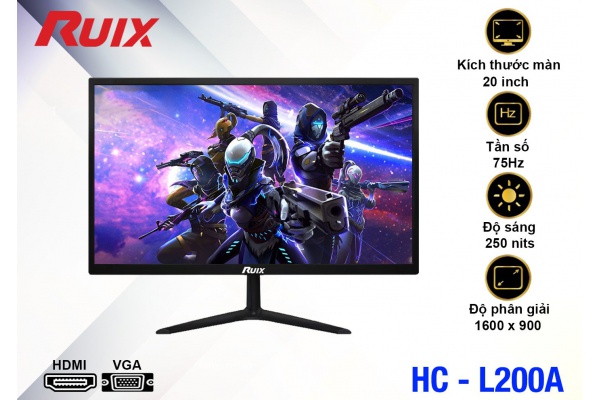 RUIX
Kích thước màn
20 inch
Hz
Tần số
75Hz
Độ sáng
250 nits
RUIX
Độ phân giải
1600 x 900
HDMI VGA
HC - L200A